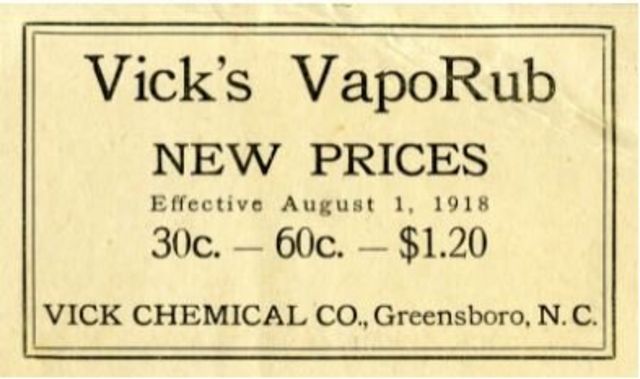 Vick's VapoRub
NEW PRICES
Effective August 1, 1918
30c. — 60c. — $1.20
VICK CHEMICAL CO., Greensboro, N. C.